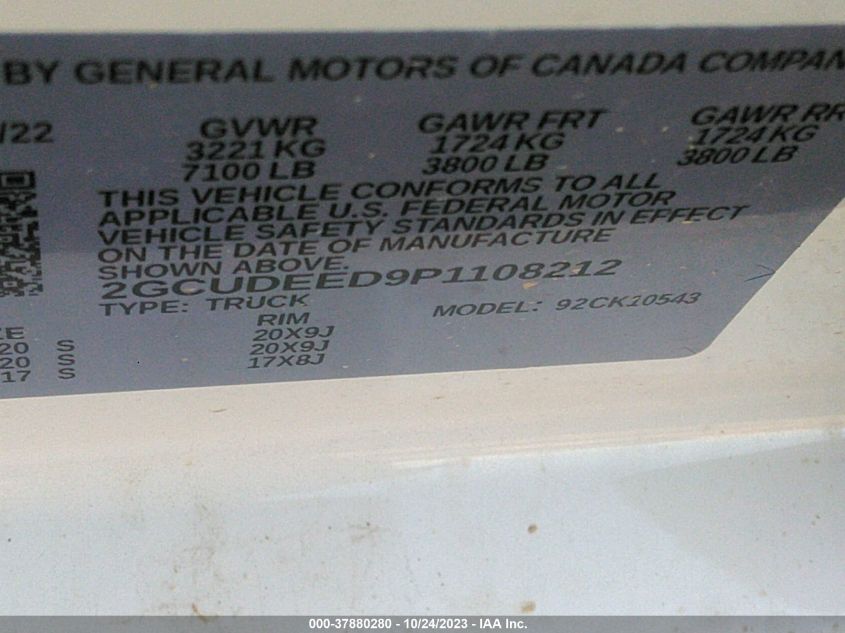 BY GENERAL MOTORS OF CANADA COMPAN
/22 GVWR GAWR FRT GAWR RR
3221 KG 1724 KG 1724 KG
7100 LB 3800 LB 3800 LB
THIS VEHICLE CONFORMS TO ALL
APPLICABLE U.S. FEDERAL MOTOR
VEHICLE SAFETY STANDARDS IN EFFECT
ON THE DATE OF MANUFACTURE
SHOWN ABOVE.
2GCUDEED9P1108212
TYPE: TRUCK MODEL: 92CK10543
ZE RIM
20 S 20X9J
20 S 20X9J
17 S 17X8J
000-37880280 - 10/24/2023 - IAA Inc.